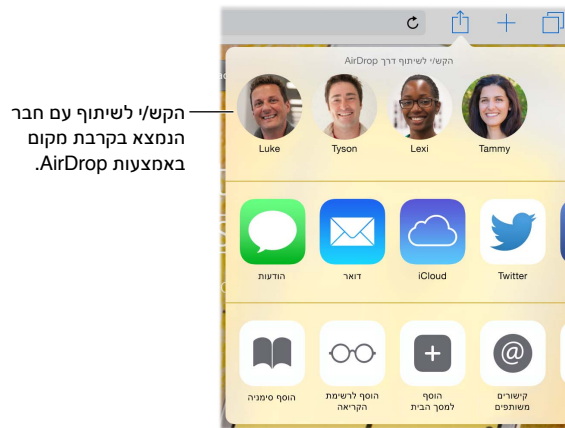 הקש/י לשיתוף דרך AirDrop
הקש/י לשיתוף עם חבר
הנמצא בקרבת מקום
באמצעות AirDrop.
Luke
Tyson
Lexi
Tammy
הודעות
דואר
iCloud
Twitter
הוסף סימניה
הוסף לרשימת
הקריאה
הוסף
למסך הבית
@
קישורים
משותפים